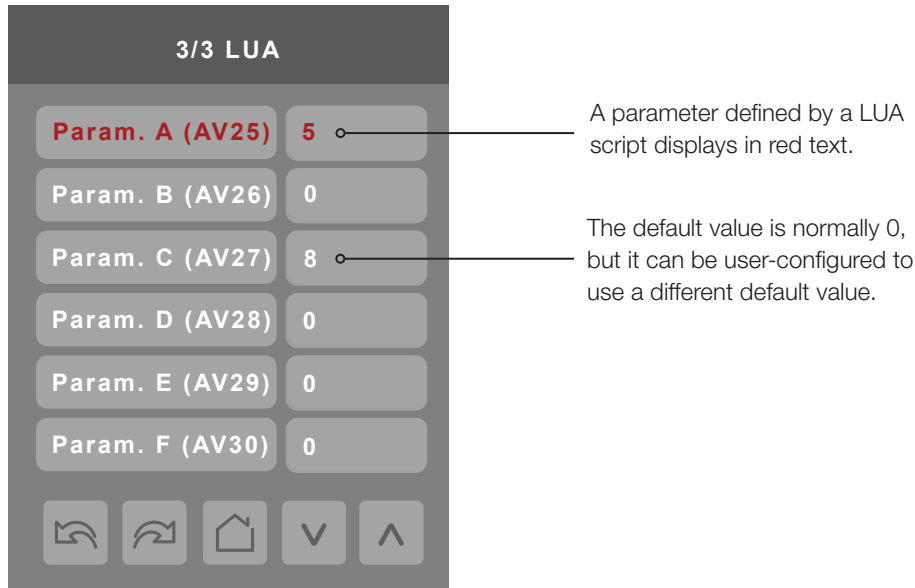 3/3 LUA
Param. A (AV25) 5
Param. B (AV26) 0
Param. C (AV27) 8
Param. D (AV28) 0
Param. E (AV29) 0
Param. F (AV30) 0
A parameter defined by a LUA
script displays in red text.
The default value is normally 0,
but it can be user-configured to
use a different default value.